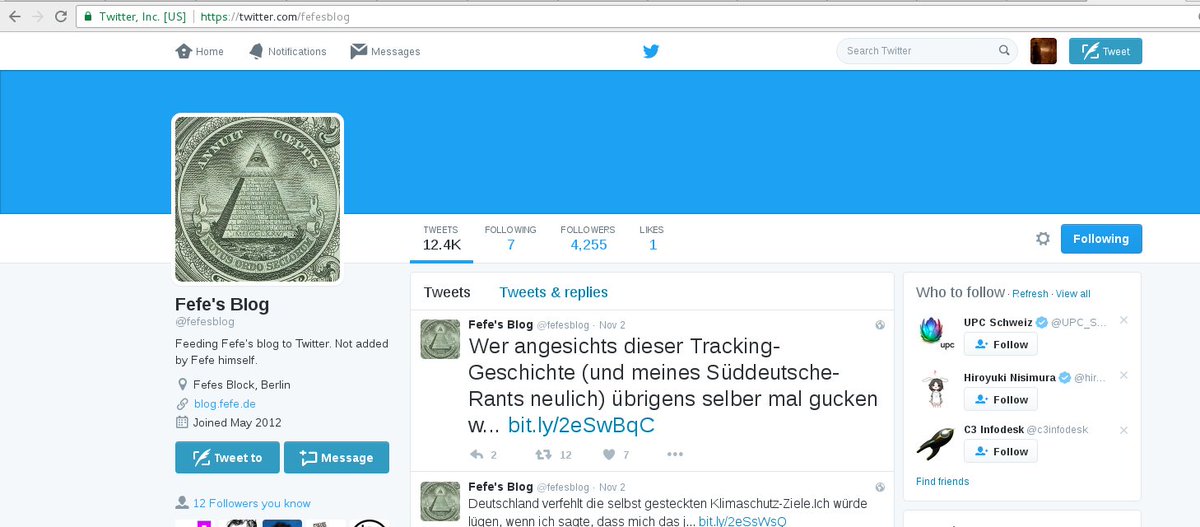 Twitter, Inc. [US] | https://twitter.com/fefesblog
Home
Notifications
Messages
Search Twitter
Tweet
ANNUIT CŒPTIS
NOVUS ORDO SECLORUM
TWEETS
12.4K
FOLLOWING
7
FOLLOWERS
4,255
LIKES
1
Following
Fefe's Blog
@fefesblog
Feeding Fefe's blog to Twitter. Not added
by Fefe himself.
Fefes Block, Berlin
blog.fefe.de
Joined May 2012
Tweet to
Message
12 Followers you know
Tweets
Tweets & replies
Fefe's Blog @fefesblog · Nov 2
Wer angesichts dieser Tracking-
Geschichte (und meines Süddeutsche-
Rants neulich) übrigens selber mal gucken
w... bit.ly/2eSwBqC
2
12
7
Fefe's Blog @fefesblog · Nov 2
Deutschland verfehlt die selbst gesteckten Klimaschutz-Ziele.Ich würde
lügen, wenn ich sagte, dass mich das j... bit.ly/2eSsWsQ
Who to follow · Refresh · View all
UPC Schweiz @UPC_S...
upc
Follow
Hiroyuki Nisimura @hir...
Follow
C3 Infodesk @c3infodesk
Follow
Find friends